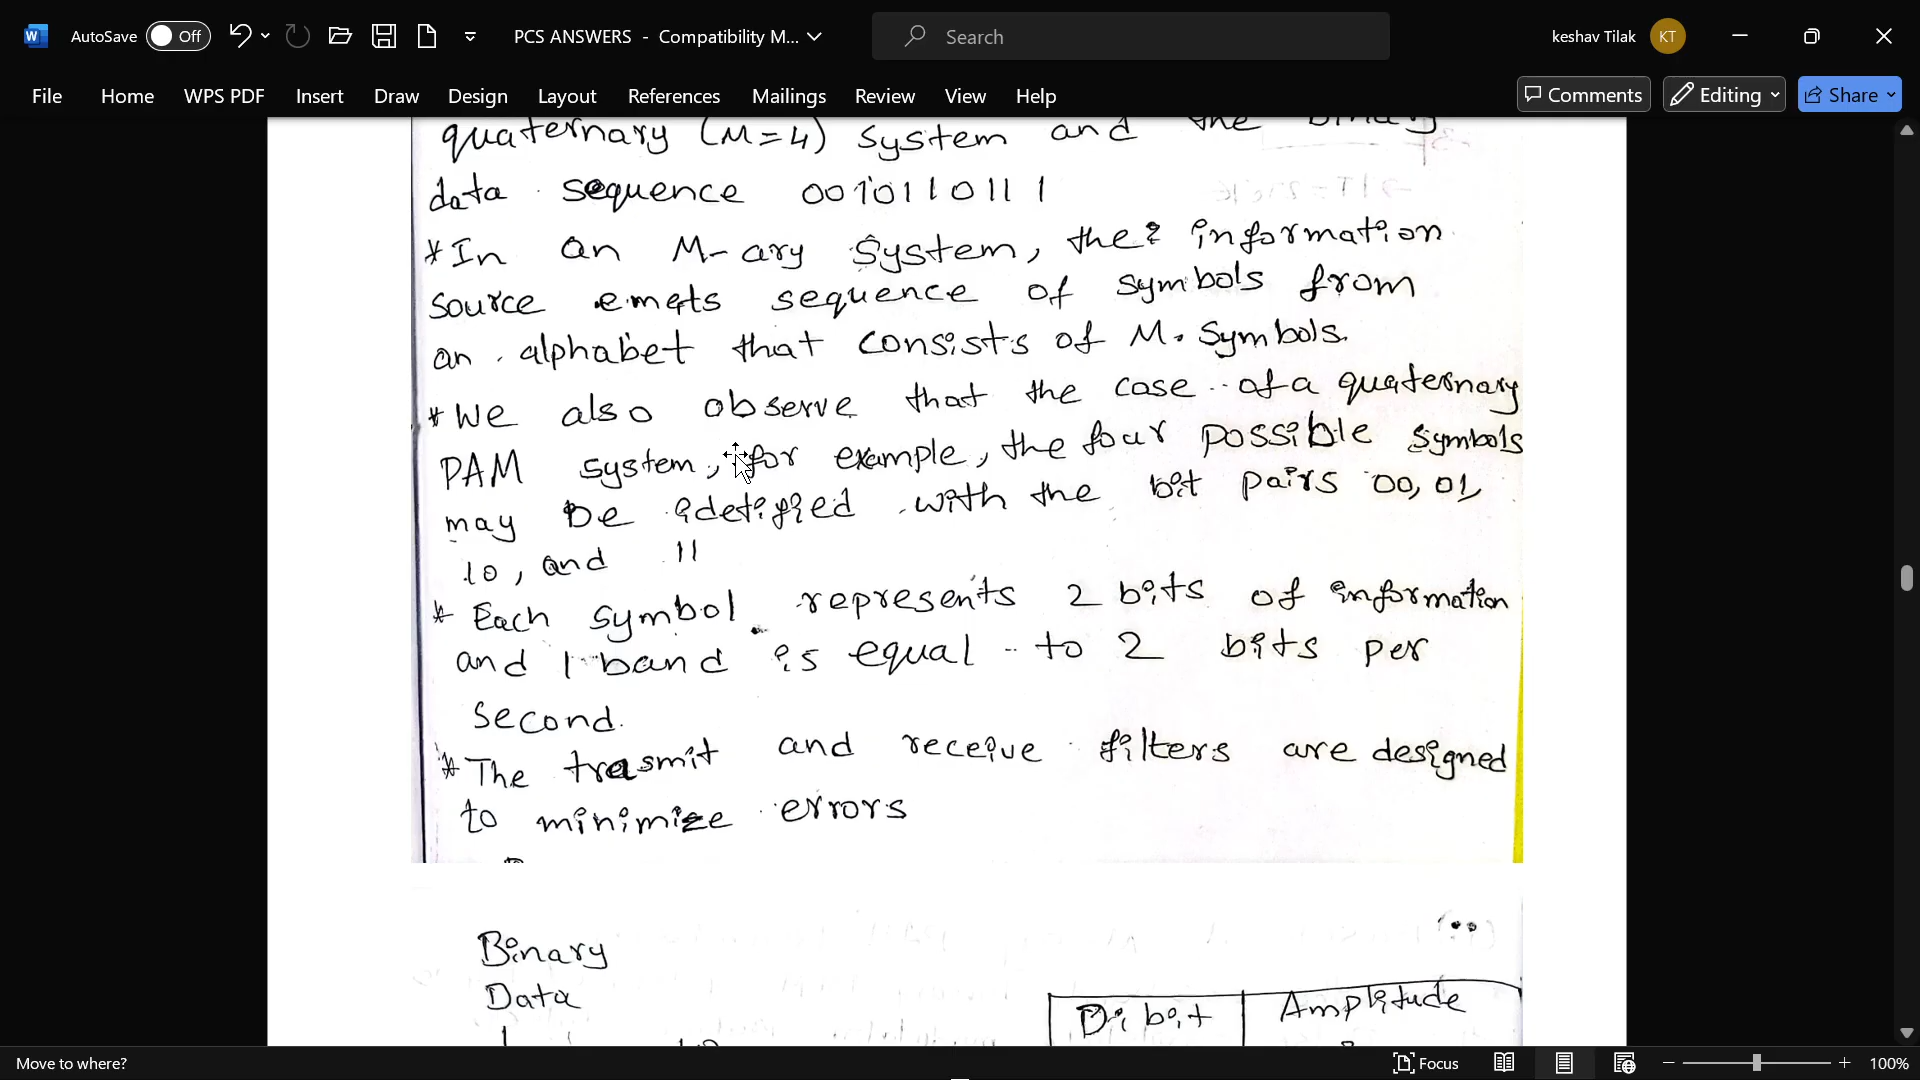 AutoSave Off PCS ANSWERS - Compatibility M... Search keshav Tilak KT
File Home WPS PDF Insert Draw Design Layout References Mailings Review View Help Comments Editing Share
quaternary (M=4) system and the binary
data sequence 0010110111
*In an M-ary System, the information
source emits sequence of symbols from
an alphabet that consists of M. Symbols.
*We also observe that the case of a quaternary
PAM system, for example, the four possible symbols
may be idetified with the bit pairs 00, 01,
10, and 11
* Each symbol represents 2 bits of information
and 1 band is equal to 2 bits per
second.
* The trasmit and receive filters are designed
to minimize errors
Binary
Data
Dibit Amplitude
Move to where? Focus 100%